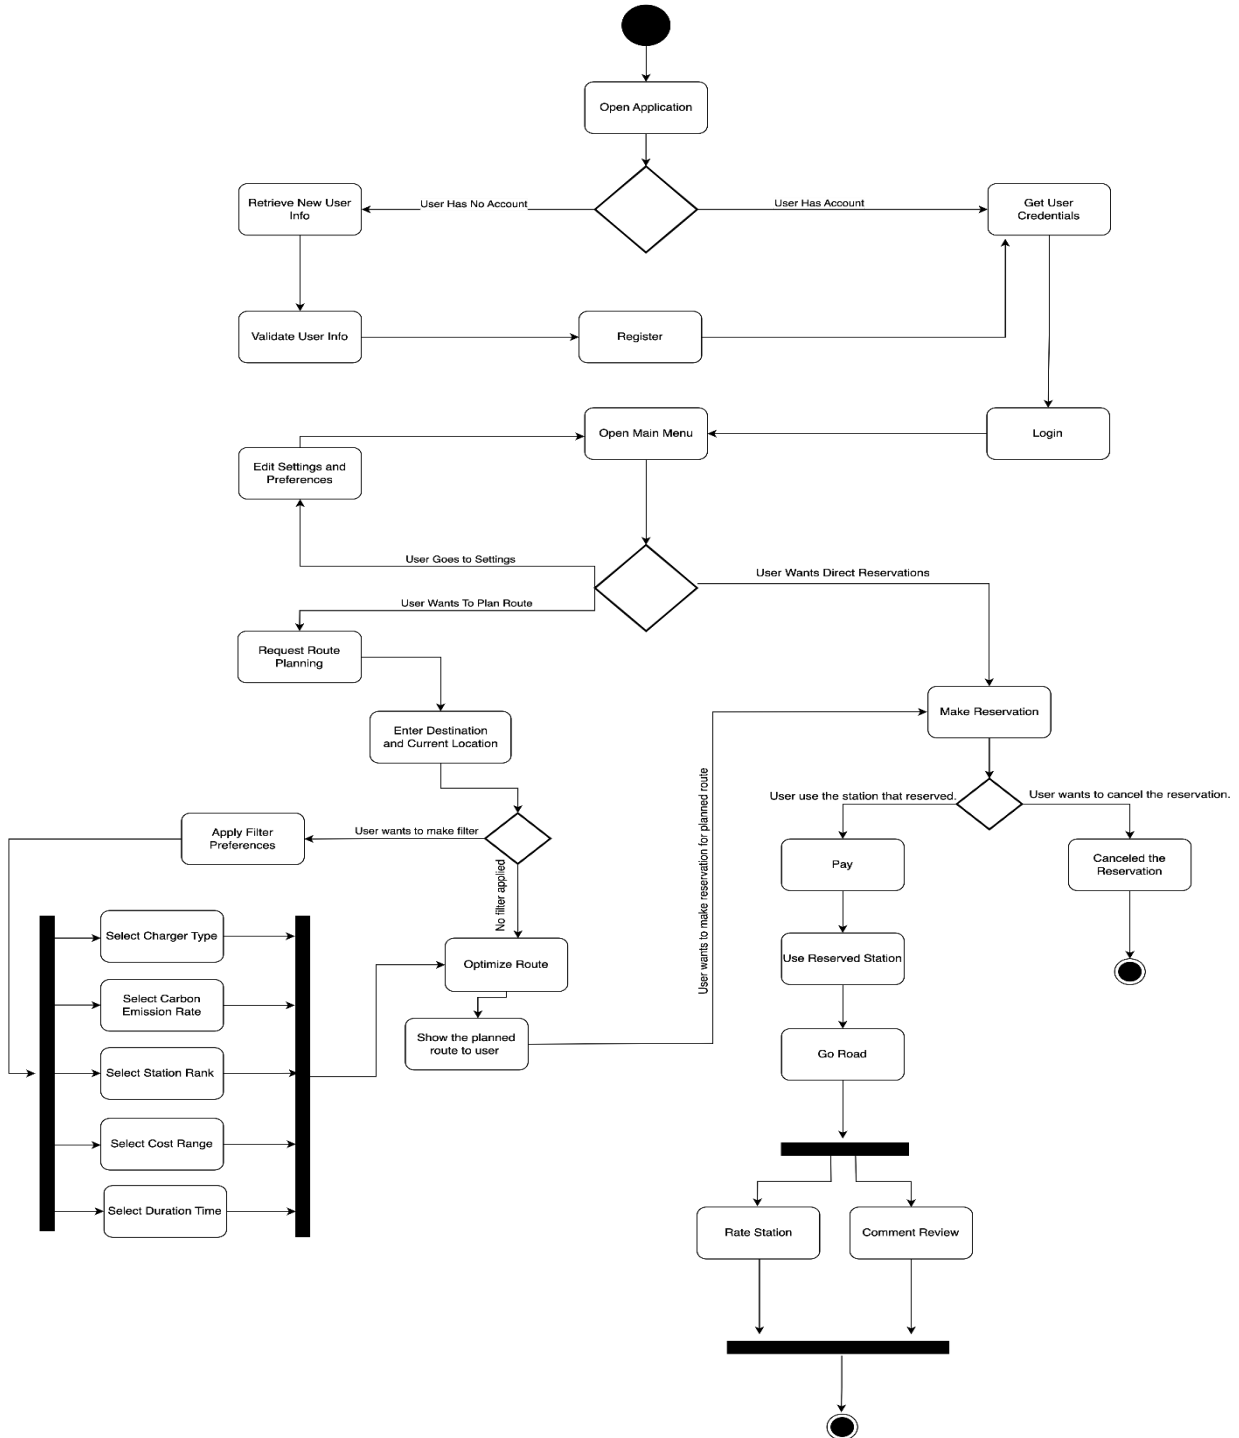 Open Application
User Has No Account
User Has Account
Retrieve New User
Info
Get User
Credentials
Validate User Info
Register
Open Main Menu
Login
Edit Settings and
Preferences
User Goes to Settings
User Wants Direct Reservations
User Wants To Plan Route
Request Route
Planning
Make Reservation
Enter Destination
and Current Location
User wants to make reservation for planned route
User use the station that reserved.
User wants to cancel the reservation.
Apply Filter
Preferences
User wants to make filter
No filter applied
Pay
Canceled the
Reservation
Select Charger Type
Optimize Route
Use Reserved Station
Select Carbon
Emission Rate
Show the planned
route to user
Go Road
Select Station Rank
Select Cost Range
Select Duration Time
Rate Station
Comment Review